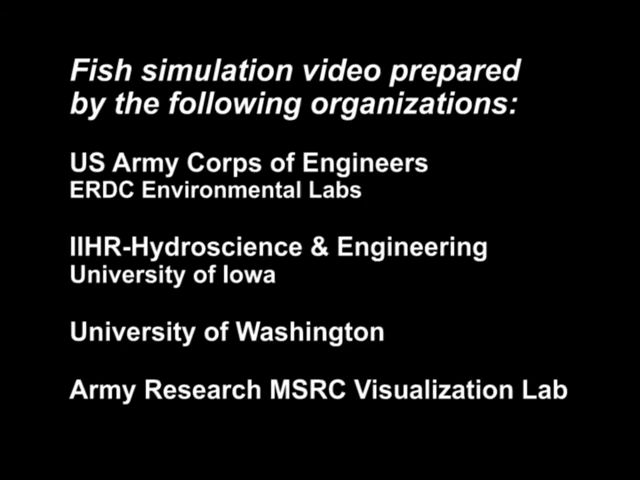 Fish simulation video prepared
by the following organizations:
US Army Corps of Engineers
ERDC Environmental Labs
IIHR-Hydroscience & Engineering
University of Iowa
University of Washington
Army Research MSRC Visualization Lab